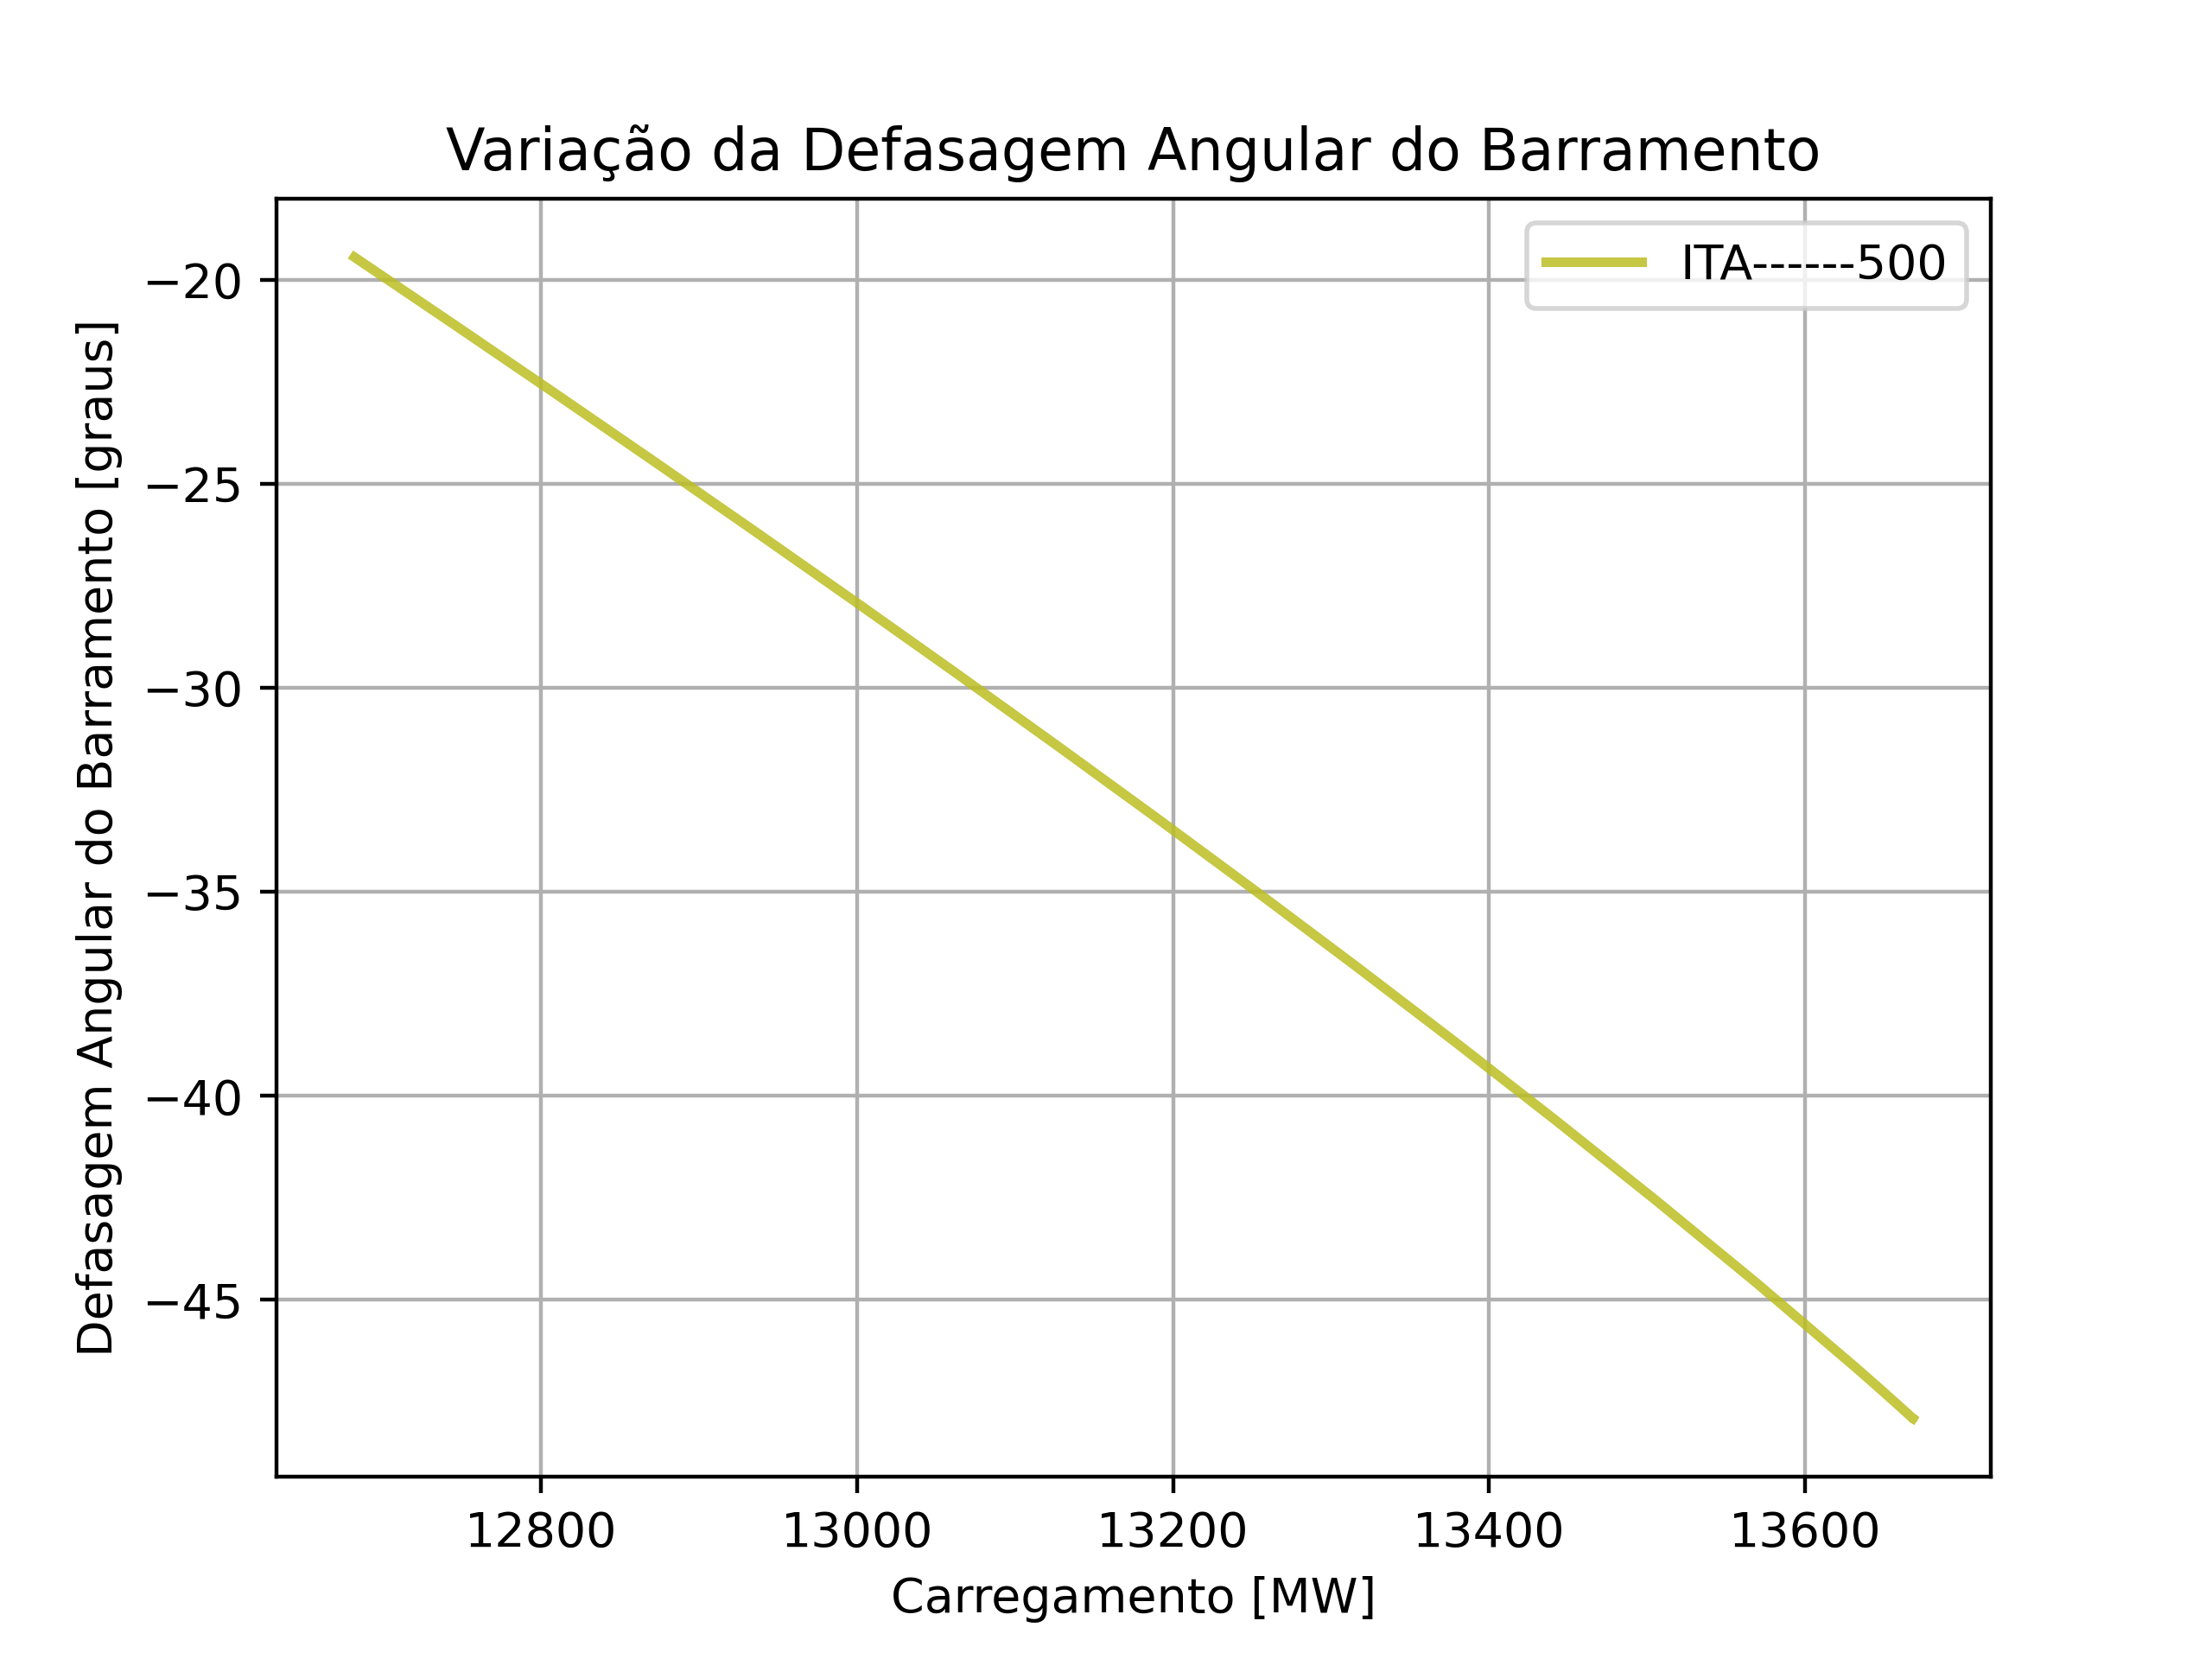 Variação da Defasagem Angular do Barramento
ITA------500
Defasagem Angular do Barramento [graus]
−20
−25
−30
−35
−40
−45
12800 13000 13200 13400 13600
Carregamento [MW]